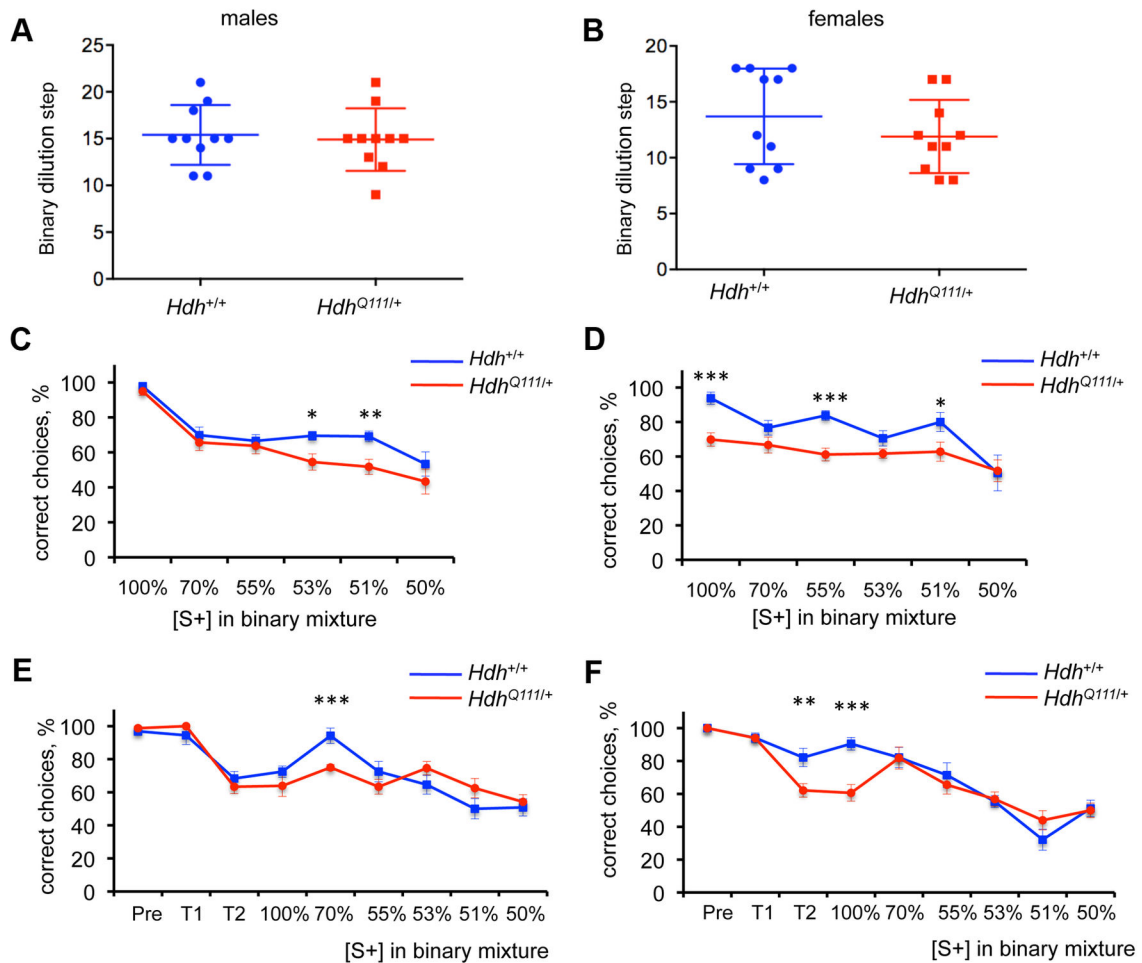 A
males
Binary dilution step
25
20
15
10
5
0
Hdh+/+
HdhQ111/+
B
females
Binary dilution step
20
15
10
5
0
Hdh+/+
HdhQ111/+
C
Hdh+/+
HdhQ111/+
correct choices, %
100
80
60
40
20
0
*
**
100% 70% 55% 53% 51% 50%
[S+] in binary mixture
D
Hdh+/+
HdhQ111/+
correct choices, %
100
80
60
40
20
0
***
***
*
100% 70% 55% 53% 51% 50%
[S+] in binary mixture
E
Hdh+/+
HdhQ111/+
correct choices, %
100
80
60
40
20
0
***
Pre T1 T2 100% 70% 55% 53% 51% 50%
[S+] in binary mixture
F
Hdh+/+
HdhQ111/+
correct choices, %
100
80
60
40
20
0
**
***
Pre T1 T2 100% 70% 55% 53% 51% 50%
[S+] in binary mixture